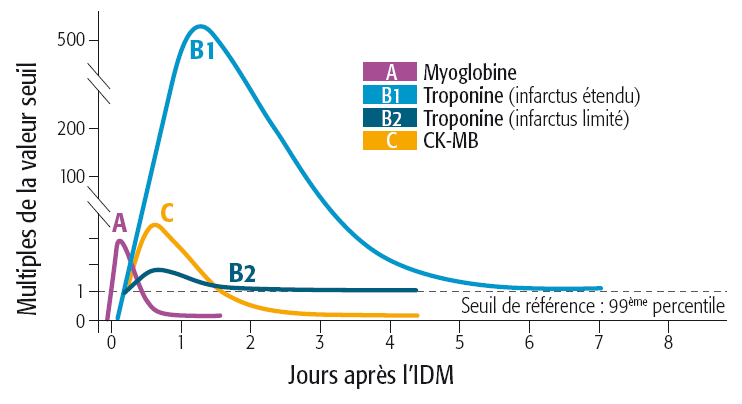 500
200
100
1
0
Multiples de la valeur seuil
A
B1
C
B2
A Myoglobine
B1 Troponine (infarctus étendu)
B2 Troponine (infarctus limité)
C CK-MB
Seuil de référence : 99ème percentile
0 1 2 3 4 5 6 7 8
Jours après l'IDM